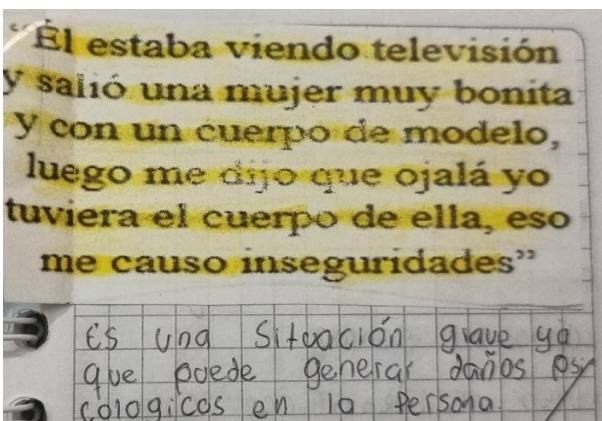 “Él estaba viendo televisión
y salió una mujer muy bonita
y con un cuerpo de modelo,
luego me dijo que ojalá yo
tuviera el cuerpo de ella, eso
me causo inseguridades”
Es una Situación grave ya
que puede generar daños psi
cologicos en la Persona.